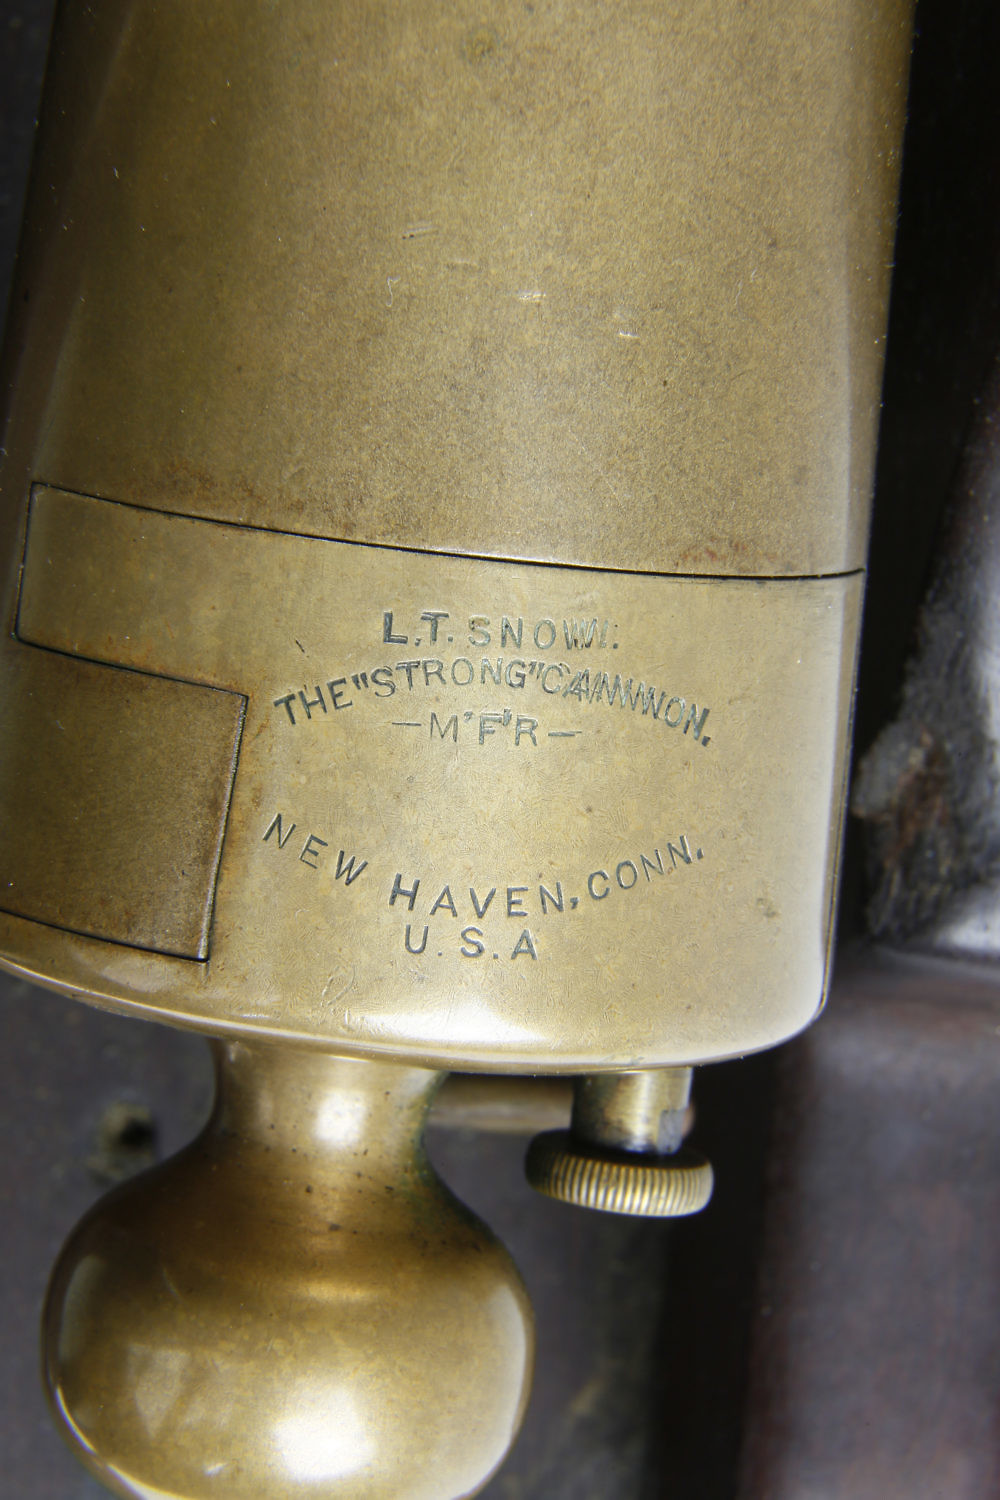 L.T. SNOW.
THE "STRONG" CANNON.
—M'F'R—
NEW HAVEN, CONN.
U.S.A